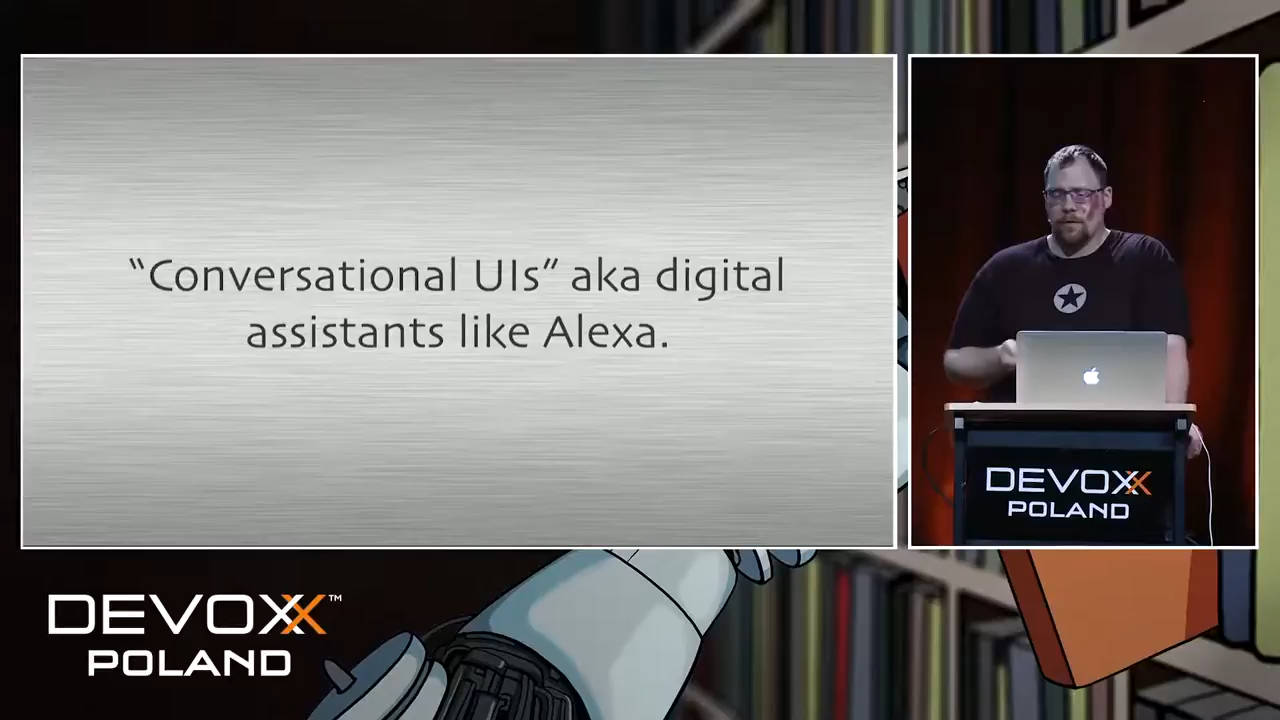 “Conversational UIs” aka digital
assistants like Alexa.
DEVOXX
POLAND
DEVOXX™
POLAND